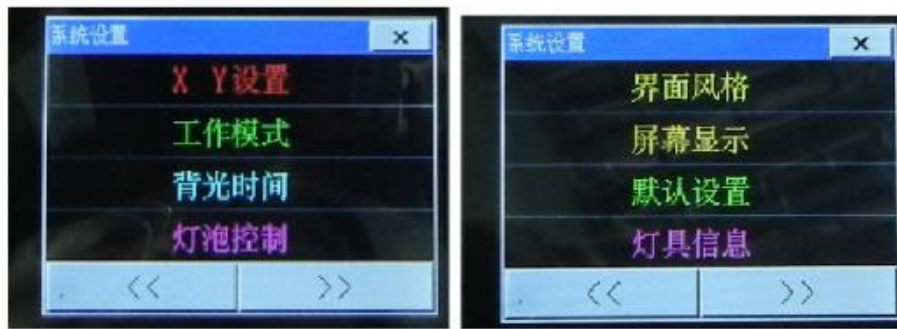 系统设置 ×
X Y设置
工作模式
背光时间
灯泡控制
<< >>
系统设置 ×
界面风格
屏幕显示
默认设置
灯具信息
<< >>